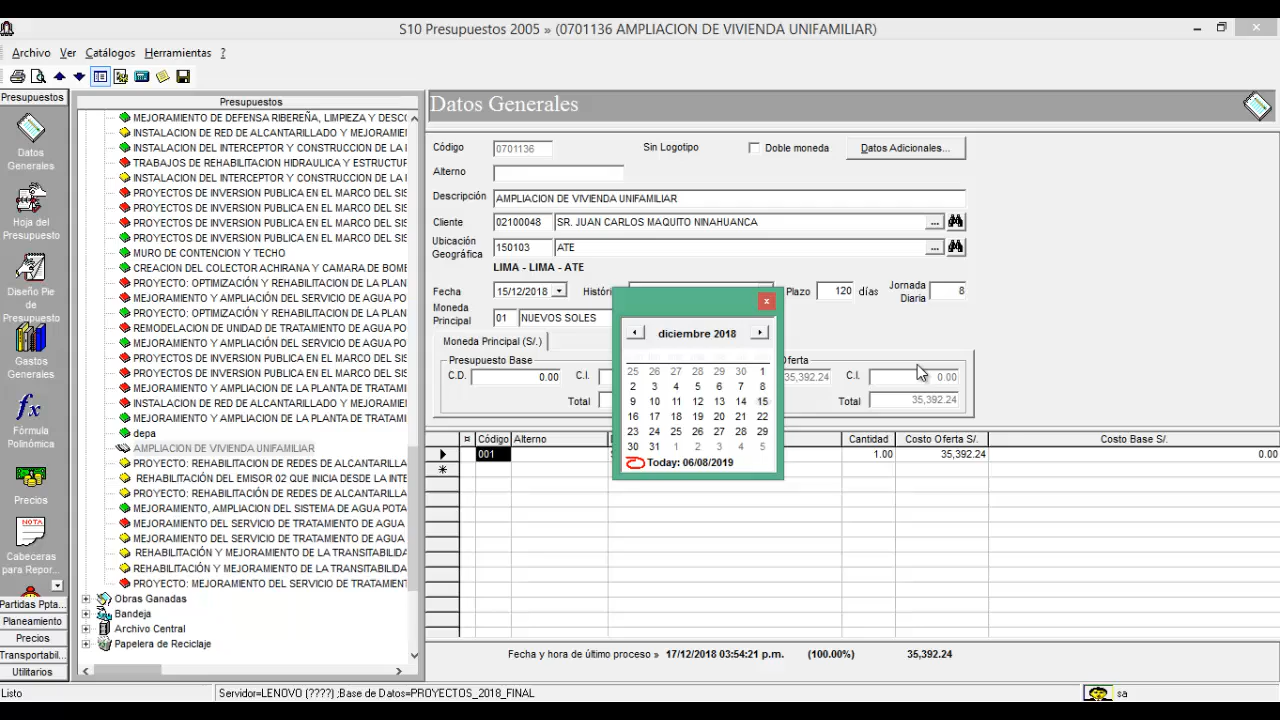 S10 Presupuestos 2005 » (0701136 AMPLIACION DE VIVIENDA UNIFAMILIAR)
Archivo Ver Catálogos Herramientas ?
Presupuestos
Datos Generales
Hoja del Presupuesto
Diseño Pie de Presupuesto
Gastos Generales
Fórmula Polinómica
Precios
NOTA
Cabeceras para Repor...
Partidas Ppta...
Planeamiento
Precios
Transportabil...
Utilitarios
Presupuestos
MEJORAMIENTO DE DEFENSA RIBEREÑA, LIMPIEZA Y DESCO
INSTALACION DE RED DE ALCANTARILLADO Y MEJORAMIE
INSTALACION DEL INTERCEPTOR Y CONSTRUCCION DE LA
TRABAJOS DE REHABILITACION HIDRAULICA Y ESTRUCTUF
INSTALACION DEL INTERCEPTOR Y CONSTRUCCION DE LA
PROYECTOS DE INVERSION PUBLICA EN EL MARCO DEL SIS
PROYECTOS DE INVERSION PUBLICA EN EL MARCO DEL SIS
PROYECTOS DE INVERSION PUBLICA EN EL MARCO DEL SIS
PROYECTOS DE INVERSION PUBLICA EN EL MARCO DEL SIS
MURO DE CONTENCION Y TECHO
CREACION DEL COLECTOR ACHIRANA Y CAMARA DE BOMB
PROYECTO: OPTIMIZACIÓN Y REHABILITACION DE LA PLAN
MEJORAMIENTO Y AMPLIACIÓN DEL SERVICIO DE AGUA PO
PROYECTO: OPTIMIZACIÓN Y REHABILITACION DE LA PLAN
REMODELACION DE UNIDAD DE TRATAMIENTO DE AGUA
MEJORAMIENTO Y AMPLIACIÓN DEL SERVICIO DE AGUA PO
PROYECTOS DE INVERSION PUBLICA EN EL MARCO DEL SIS
PROYECTOS DE INVERSION PUBLICA EN EL MARCO DEL SIS
MEJORAMIENTO Y AMPLIACION DE LA PLANTA DE TRATAMI
INSTALACION DE RED DE ALCANTARILLADO Y MEJORAMIE
MEJORAMIENTO Y AMPLIACION DE LA PLANTA DE TRATAMI
depa
AMPLIACION DE VIVIENDA UNIFAMILIAR
PROYECTO: REHABILITACION DE REDES DE ALCANTARILLA
REHABILITACIÓN DEL EMISOR 02 QUE INICIA DESDE LA INTE
PROYECTO: REHABILITACION DE REDES DE ALCANTARILLA
MEJORAMIENTO, AMPLIACION DEL SISTEMA DE AGUA POTA
MEJORAMIENTO DEL SERVICIO DE TRATAMIENTO DE AGUA
MEJORAMIENTO DEL SERVICIO DE TRATAMIENTO DE AGUA
REHABILITACIÓN Y MEJORAMIENTO DE LA TRANSITABILIDA
REHABILITACIÓN Y MEJORAMIENTO DE LA TRANSITABILIDA
PROYECTO: MEJORAMIENTO DEL SERVICIO DE TRATAMIENT
Obras Ganadas
Bandeja
Archivo Central
Papelera de Reciclaje
Datos Generales
Código 0701136 Sin Logotipo Doble moneda Datos Adicionales...
Alterno
Descripción AMPLIACION DE VIVIENDA UNIFAMILIAR
Cliente 02100048 SR. JUAN CARLOS MAQUITO NINAHUANCA ...
Ubicación Geográfica 150103 ATE ...
LIMA - LIMA - ATE
Fecha 15/12/2018 Históri Plazo 120 días Jornada Diaria 8
Moneda Principal 01 NUEVOS SOLES
Moneda Principal (S/.)
Presupuesto Base Oferta
C.D. 0.00 C.I. 35,392.24 C.I. 0.00
Total Total 35,392.24
diciembre 2018
25 26 27 28 29 30 1
2 3 4 5 6 7 8
9 10 11 12 13 14 15
16 17 18 19 20 21 22
23 24 25 26 27 28 29
30 31 1 2 3 4 5
Today: 06/08/2019
¤ Código Alterno Cantidad Costo Oferta S/. Costo Base S/.
001 1.00 35,392.24 0.00
Fecha y hora de último proceso » 17/12/2018 03:54:21 p.m. (100.00%) 35,392.24
Listo Servidor=LENOVO (????) ;Base de Datos=PROYECTOS_2018_FINAL sa